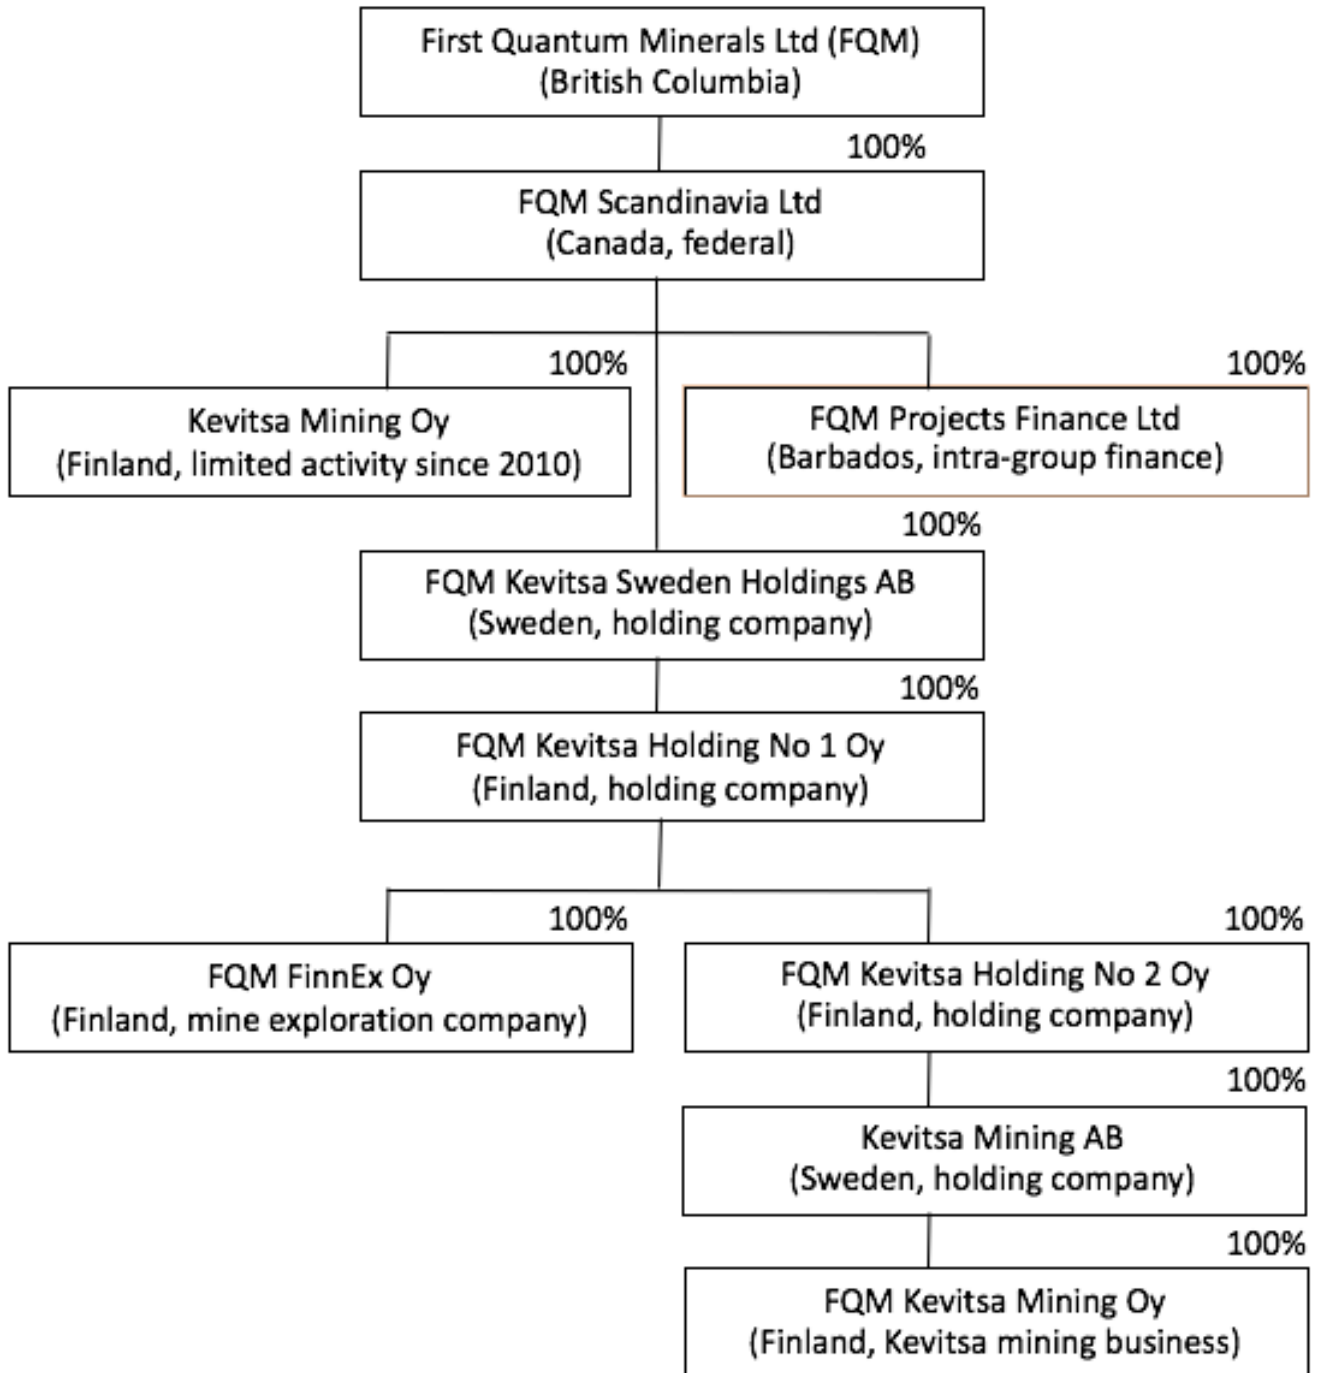 First Quantum Minerals Ltd (FQM)
(British Columbia)
100%
FQM Scandinavia Ltd
(Canada, federal)
100%
Kevitsa Mining Oy
(Finland, limited activity since 2010)
100%
FQM Projects Finance Ltd
(Barbados, intra-group finance)
100%
FQM Kevitsa Sweden Holdings AB
(Sweden, holding company)
100%
FQM Kevitsa Holding No 1 Oy
(Finland, holding company)
100%
FQM FinnEx Oy
(Finland, mine exploration company)
100%
FQM Kevitsa Holding No 2 Oy
(Finland, holding company)
100%
Kevitsa Mining AB
(Sweden, holding company)
100%
FQM Kevitsa Mining Oy
(Finland, Kevitsa mining business)